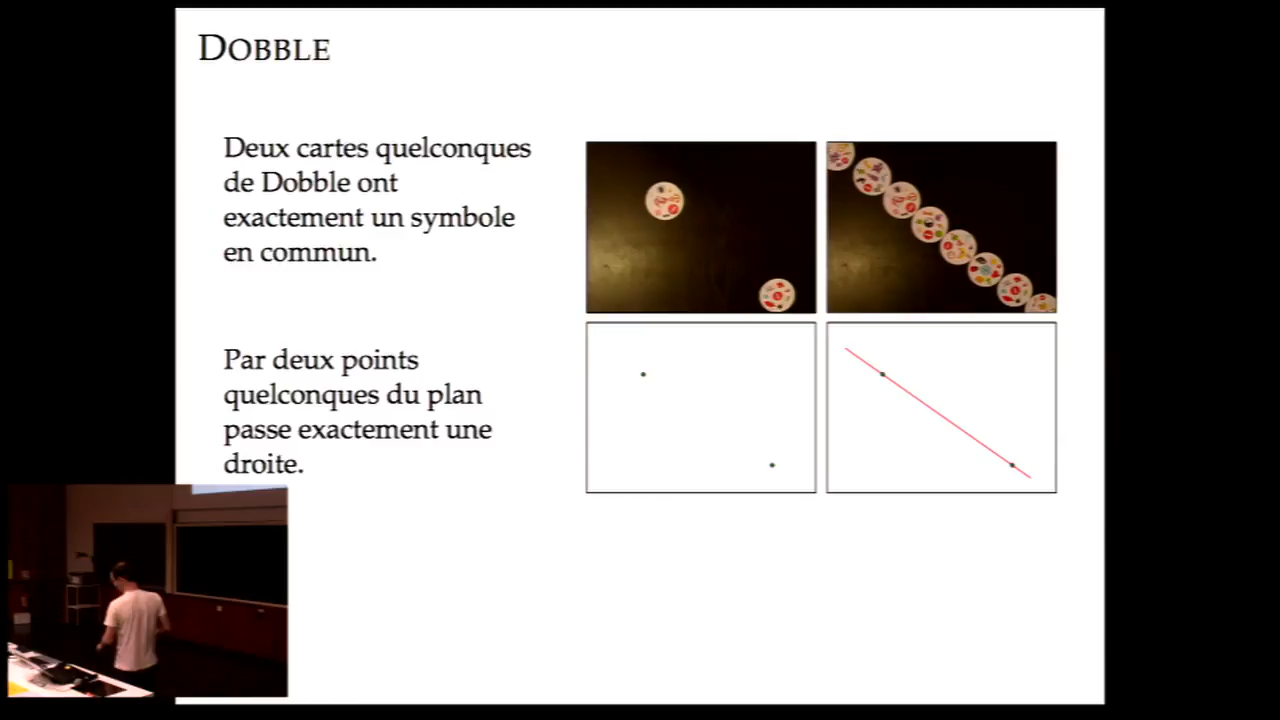 DOBBLE
Deux cartes quelconques
de Dobble ont
exactement un symbole
en commun.
Par deux points
quelconques du plan
passe exactement une
droite.